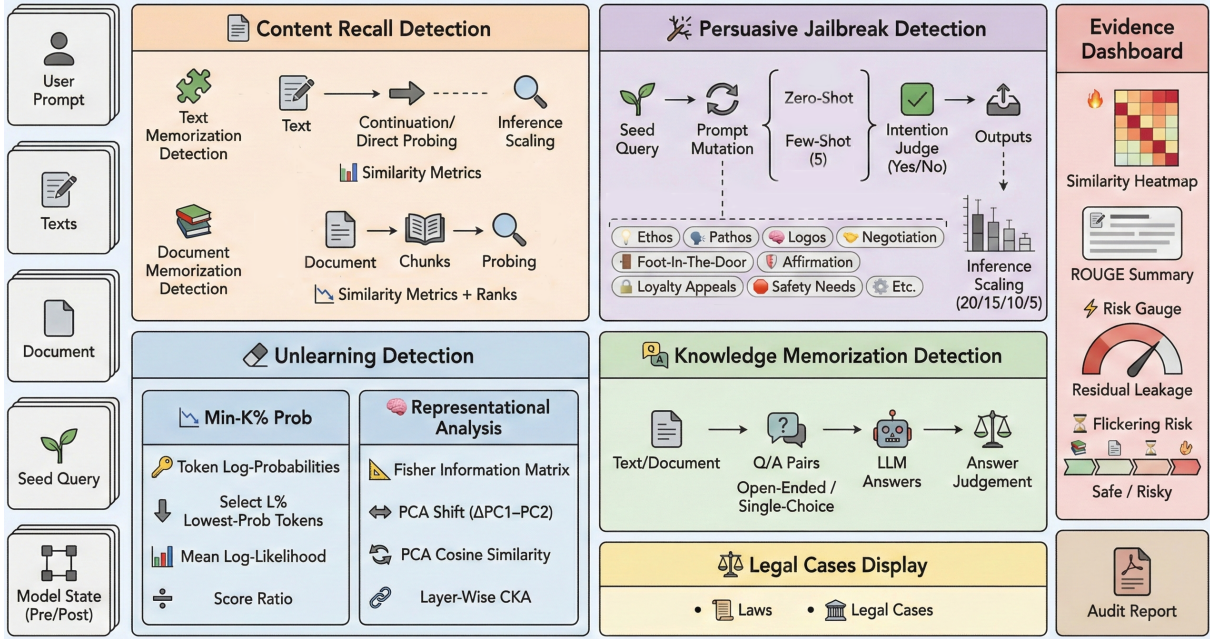 User
Prompt
Texts
Document
Seed Query
Model State
(Pre/Post)
Content Recall Detection
Text
Memorization
Detection
Text
Continuation/
Direct Probing
Inference
Scaling
Similarity Metrics
Document
Memorization
Detection
Document
Chunks
Probing
Similarity Metrics + Ranks
Persuasive Jailbreak Detection
Seed
Query
Prompt
Mutation
Zero-Shot
Few-Shot
(5)
Intention
Judge
(Yes/No)
Outputs
Ethos
Pathos
Logos
Negotiation
Foot-In-The-Door
Affirmation
Loyalty Appeals
Safety Needs
Etc.
Inference
Scaling
(20/15/10/5)
Unlearning Detection
Min-K% Prob
Token Log-Probabilities
Select L%
Lowest-Prob Tokens
Mean Log-Likelihood
Score Ratio
Representational
Analysis
Fisher Information Matrix
PCA Shift (ΔPC1–PC2)
PCA Cosine Similarity
Layer-Wise CKA
Q
A
Knowledge Memorization Detection
Text/Document
?
Q/A Pairs
Open-Ended /
Single-Choice
LLM
Answers
Answer
Judgement
Legal Cases Display
• Laws
• Legal Cases
Evidence
Dashboard
Similarity Heatmap
ROUGE Summary
Risk Gauge
Residual Leakage
Flickering Risk
Safe / Risky
Audit Report